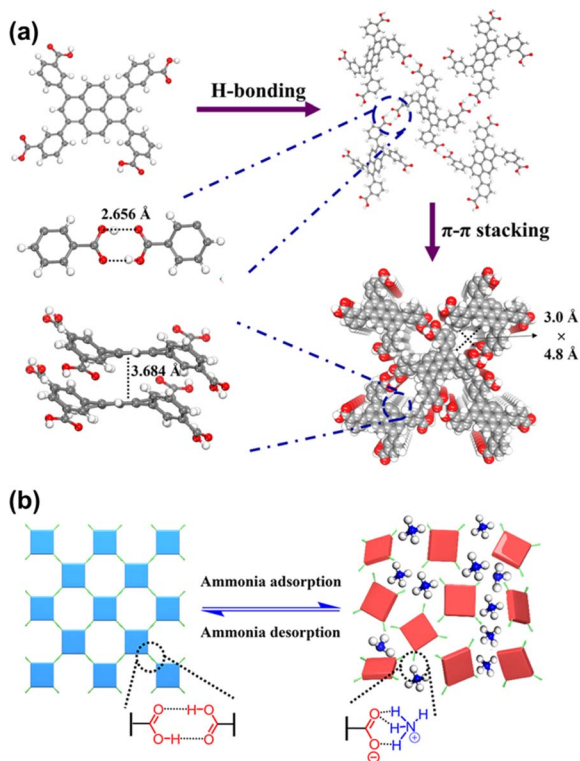 (a)
H-bonding
2.656 Å
π-π stacking
3.684 Å
3.0 Å
×
4.8 Å
(b)
Ammonia adsorption
Ammonia desorption
O H-O
O-H O
O H H
H N
⊕
O H
⊖